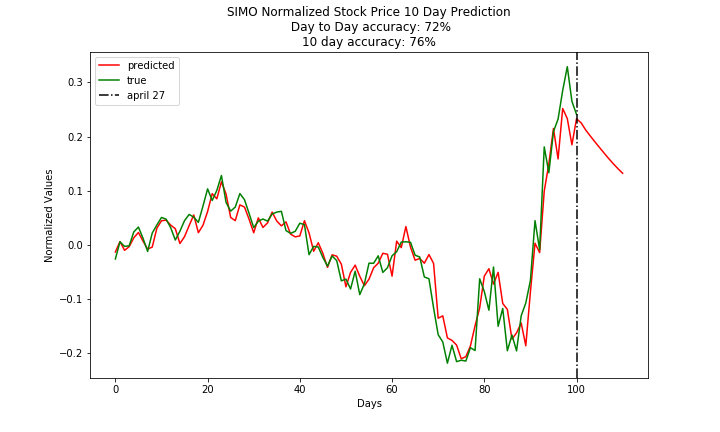 SIMO Normalized Stock Price 10 Day Prediction
Day to Day accuracy: 72%
10 day accuracy: 76%
predicted
true
april 27
Normalized Values
0.3
0.2
0.1
0.0
−0.1
−0.2
0
20
40
60
80
100
Days